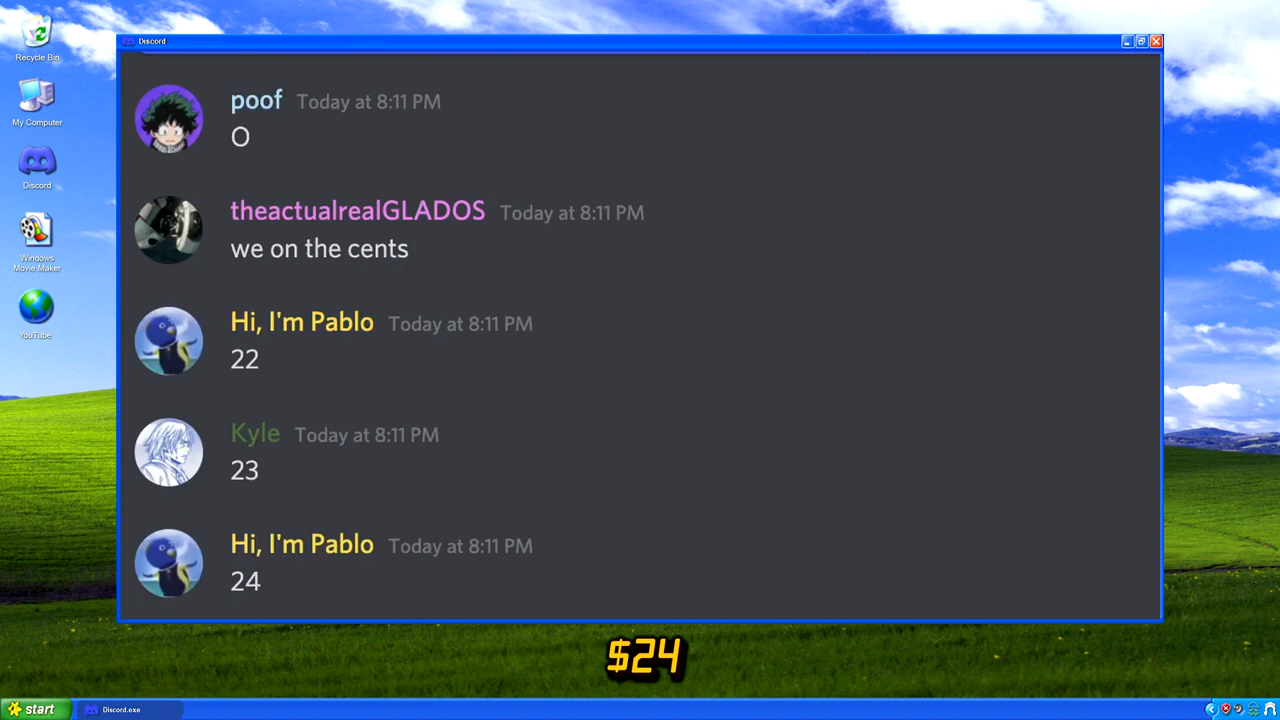 Recycle Bin
My Computer
Discord
Windows
Movie Maker
YouTube
Discord
poof Today at 8:11 PM
O
theactualrealGLADOS Today at 8:11 PM
we on the cents
Hi, I'm Pablo Today at 8:11 PM
22
Kyle Today at 8:11 PM
23
Hi, I'm Pablo Today at 8:11 PM
24
$24
start
Discord.exe